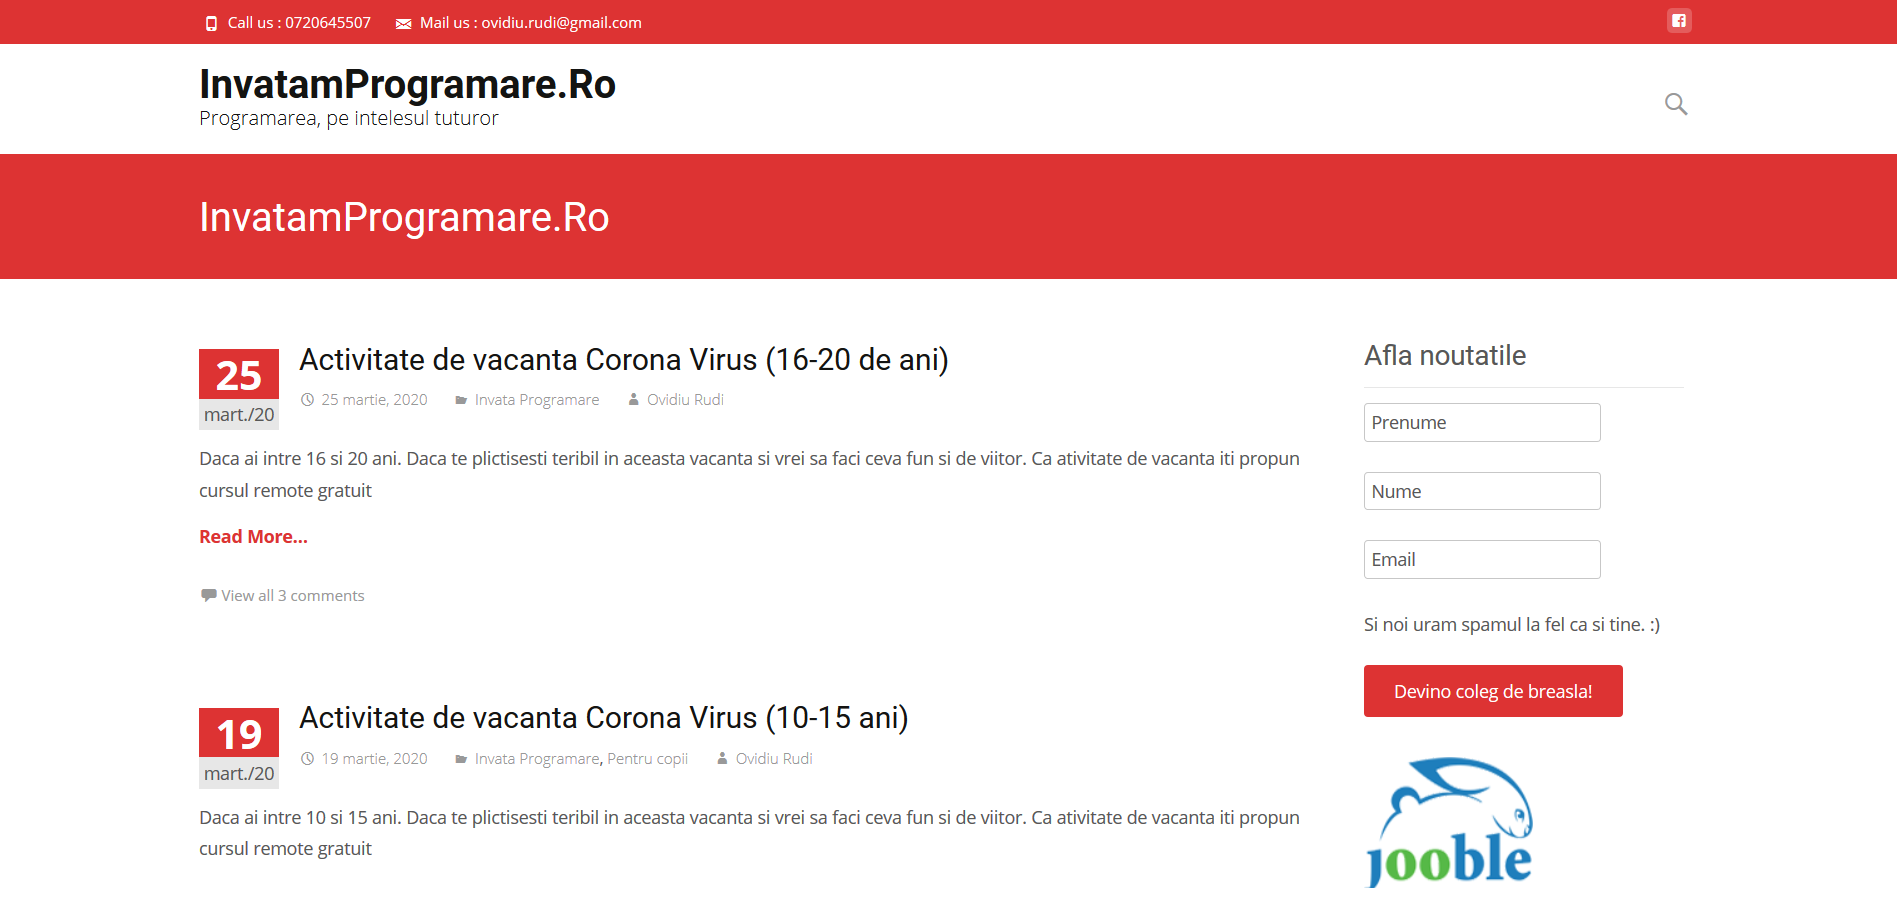 Call us : 0720645507 Mail us : ovidiu.rudi@gmail.com
InvatamProgramare.Ro
Programarea, pe intelesul tuturor
InvatamProgramare.Ro
25
mart./20
Activitate de vacanta Corona Virus (16-20 de ani)
25 martie, 2020 Invata Programare Ovidiu Rudi
Daca ai intre 16 si 20 ani. Daca te plictisesti teribil in aceasta vacanta si vrei sa faci ceva fun si de viitor. Ca ativitate de vacanta iti propun
cursul remote gratuit
Read More...
View all 3 comments
19
mart./20
Activitate de vacanta Corona Virus (10-15 ani)
19 martie, 2020 Invata Programare, Pentru copii Ovidiu Rudi
Daca ai intre 10 si 15 ani. Daca te plictisesti teribil in aceasta vacanta si vrei sa faci ceva fun si de viitor. Ca ativitate de vacanta iti propun
cursul remote gratuit
Afla noutatile
Prenume
Nume
Email
Si noi uram spamul la fel ca si tine. :)
Devino coleg de breasla!
jooble